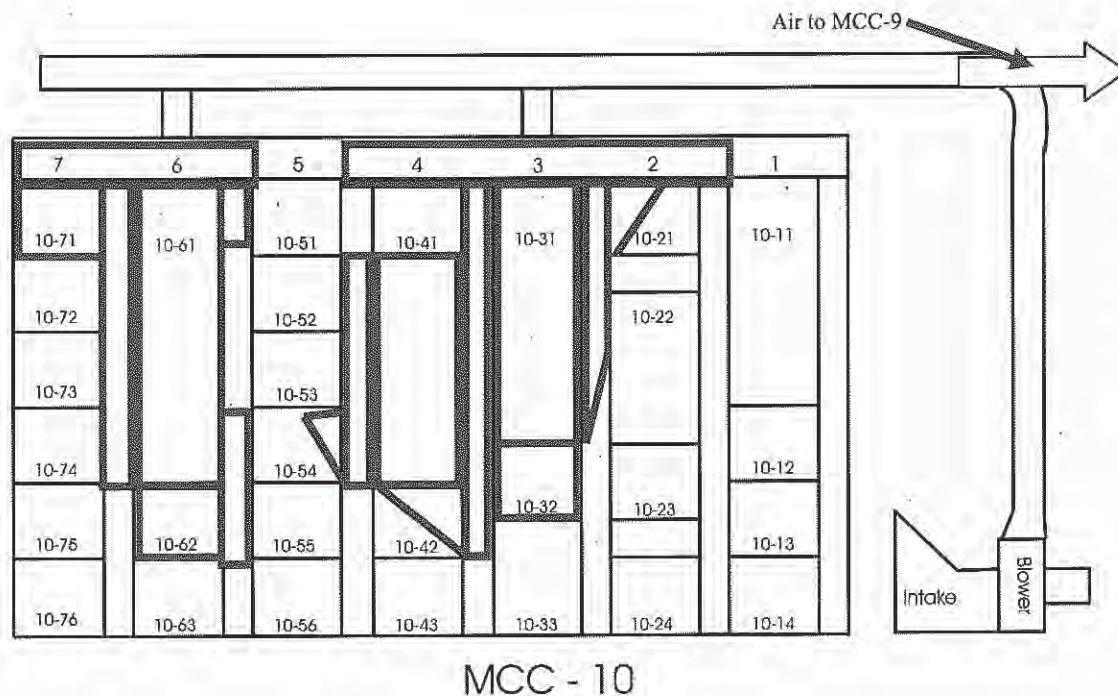 Air to MCC-9
7 6 5 4 3 2 1
10-71 10-61 10-51 10-41 10-31 10-21 10-11
10-72 10-52 10-22
10-73 10-53
10-74 10-54 10-12
10-32 10-23
10-75 10-62 10-55 10-42 10-13
10-76 10-63 10-56 10-43 10-33 10-24 10-14
Intake
Blower
MCC - 10